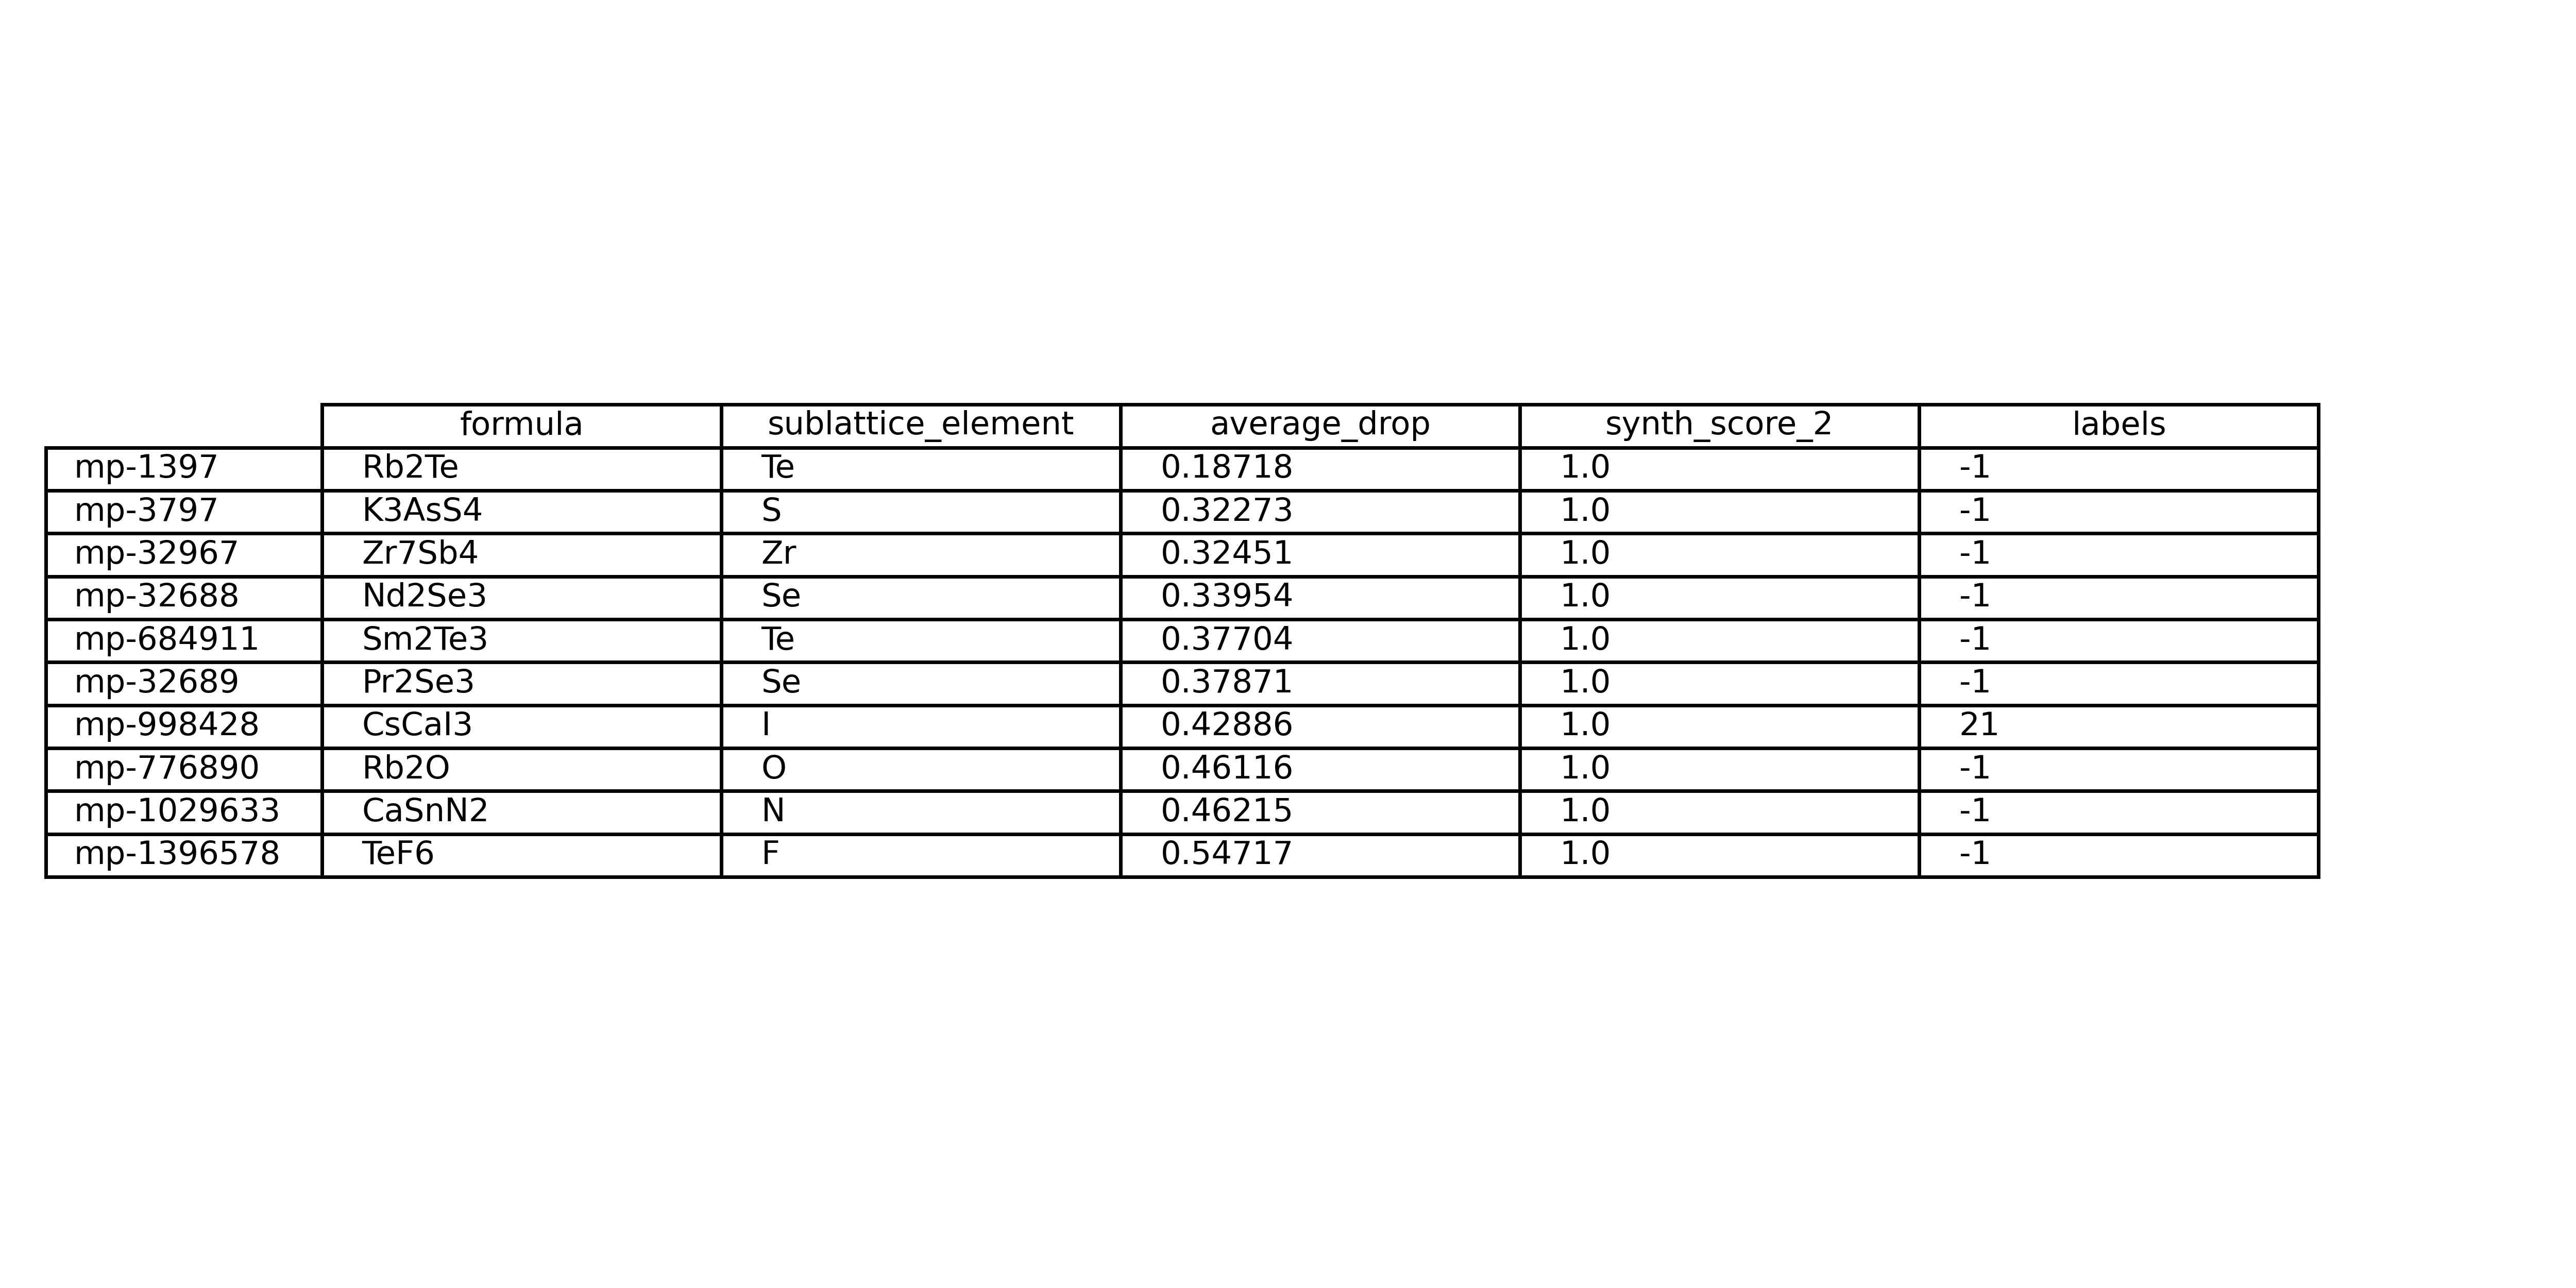 formula sublattice_element average_drop synth_score_2 labels
mp-1397 Rb2Te Te 0.18718 1.0 -1
mp-3797 K3AsS4 S 0.32273 1.0 -1
mp-32967 Zr7Sb4 Zr 0.32451 1.0 -1
mp-32688 Nd2Se3 Se 0.33954 1.0 -1
mp-684911 Sm2Te3 Te 0.37704 1.0 -1
mp-32689 Pr2Se3 Se 0.37871 1.0 -1
mp-998428 CsCaI3 I 0.42886 1.0 21
mp-776890 Rb2O O 0.46116 1.0 -1
mp-1029633 CaSnN2 N 0.46215 1.0 -1
mp-1396578 TeF6 F 0.54717 1.0 -1